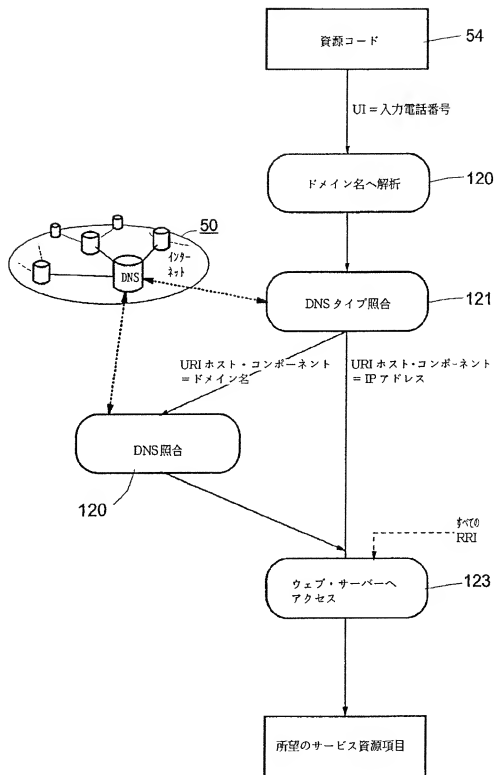 資源コード
54
UI=入力電話番号
ドメイン名へ解析
120
50
インター
ネット
DNS
DNSタイプ照合
121
URIホスト・コンポーネント
=ドメイン名
URIホスト・コンポーネント
=IPアドレス
DNS照合
120
すべての
RRI
ウェブ・サーバーへ
アクセス
123
所望のサービス資源項目